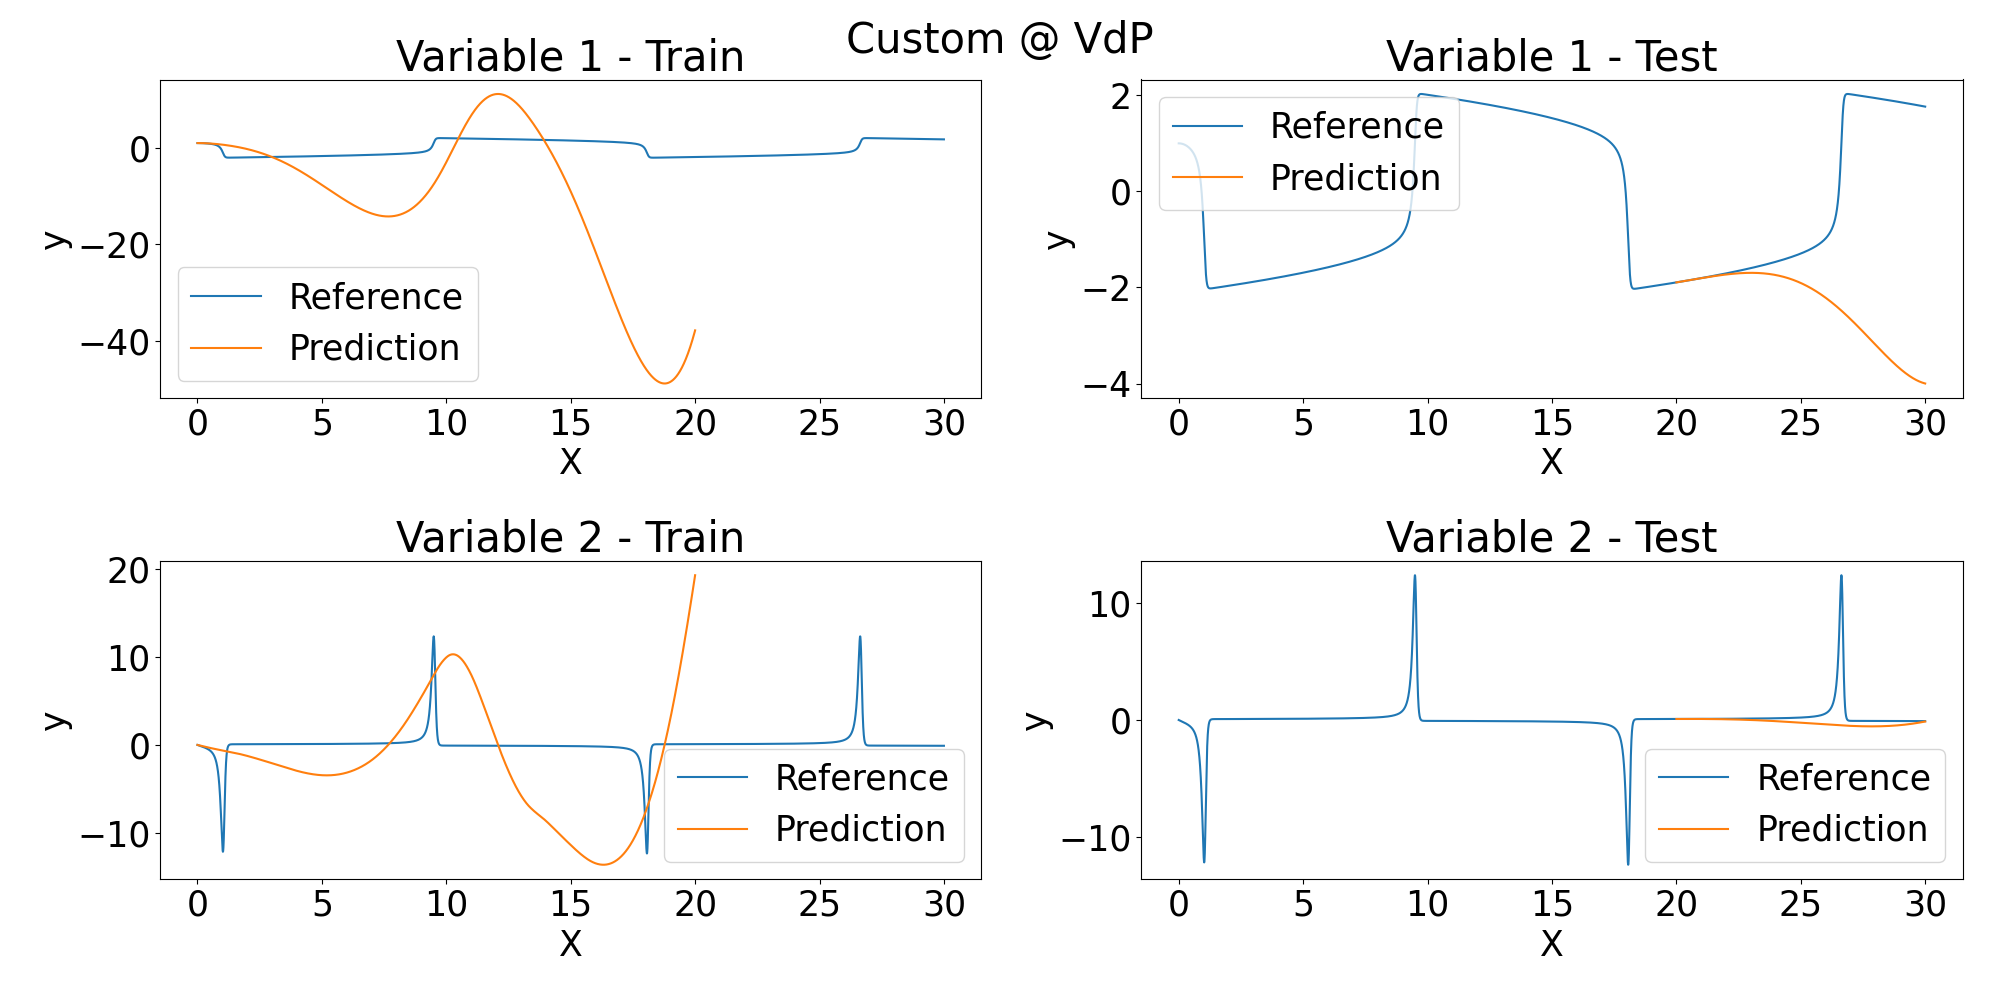 Custom @ VdP
Variable 1 - Train
0
−20
−40
y
Reference
Prediction
0 5 10 15 20 25 30
X
Variable 1 - Test
2
0
−2
−4
y
Reference
Prediction
0 5 10 15 20 25 30
X
Variable 2 - Train
20
10
0
−10
y
Reference
Prediction
0 5 10 15 20 25 30
X
Variable 2 - Test
10
0
−10
y
Reference
Prediction
0 5 10 15 20 25 30
X